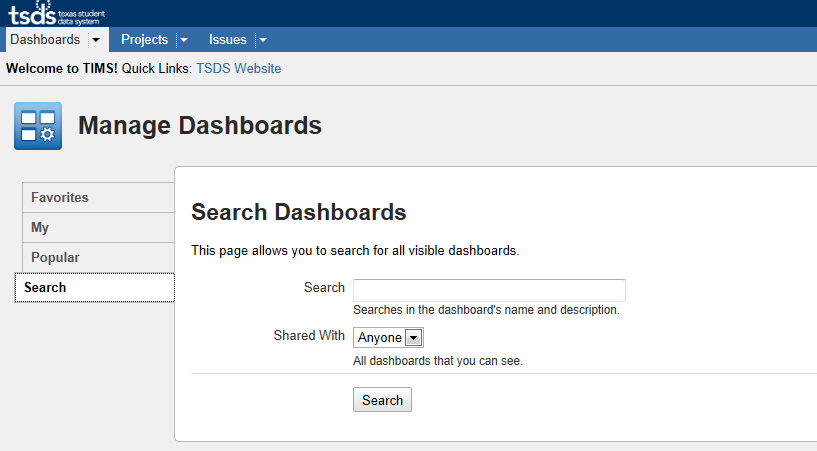 tsds texas student
data system
Dashboards Projects Issues
Welcome to TIMS! Quick Links: TSDS Website
Manage Dashboards
Favorites
My
Popular
Search
Search Dashboards
This page allows you to search for all visible dashboards.
Search
Searches in the dashboard's name and description.
Shared With Anyone
All dashboards that you can see.
Search